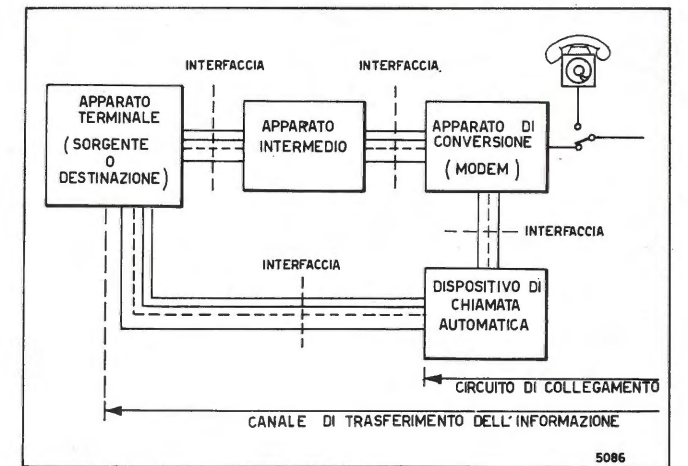 INTERFACCIA
INTERFACCIA.
APPARATO
TERMINALE
(SORGENTE
O
DESTINAZIONE)
APPARATO
INTERMEDIO
APPARATO DI
CONVERSIONE
(MODEM)
INTERFACCIA
INTERFACCIA
DISPOSITIVO DI
CHIAMATA
AUTOMATICA
CIRCUITO DI COLLEGAMENTO
CANALE DI TRASFERIMENTO DELL'INFORMAZIONE
5086